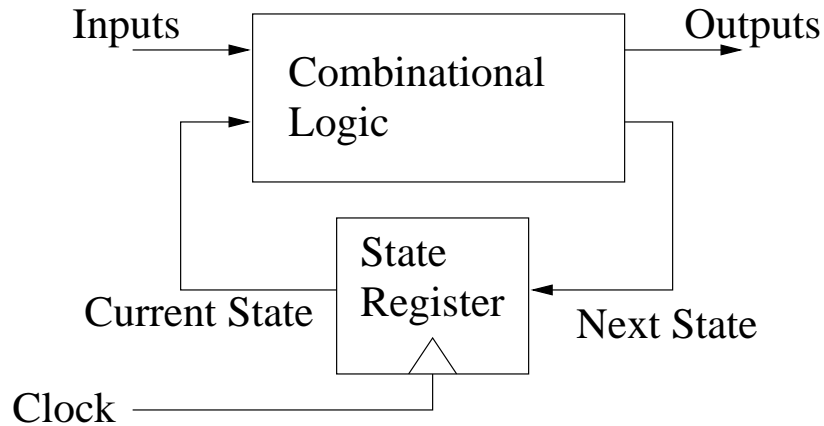 Inputs
Outputs
Combinational
Logic
State
Register
Current State
Next State
Clock